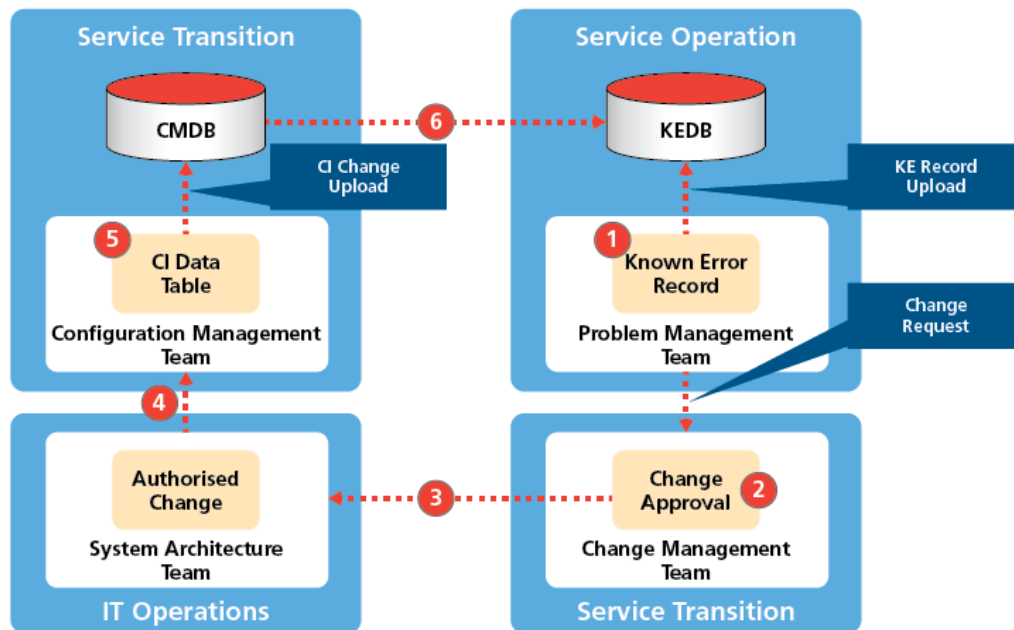 Service Transition
Service Operation
CMDB
6
KEDB
CI Change
Upload
KE Record
Upload
5
CI Data
Table
Configuration Management
Team
1
Known Error
Record
Problem Management
Team
Change
Request
4
Authorised
Change
System Architecture
Team
IT Operations
3
Change
Approval
2
Change Management
Team
Service Transition